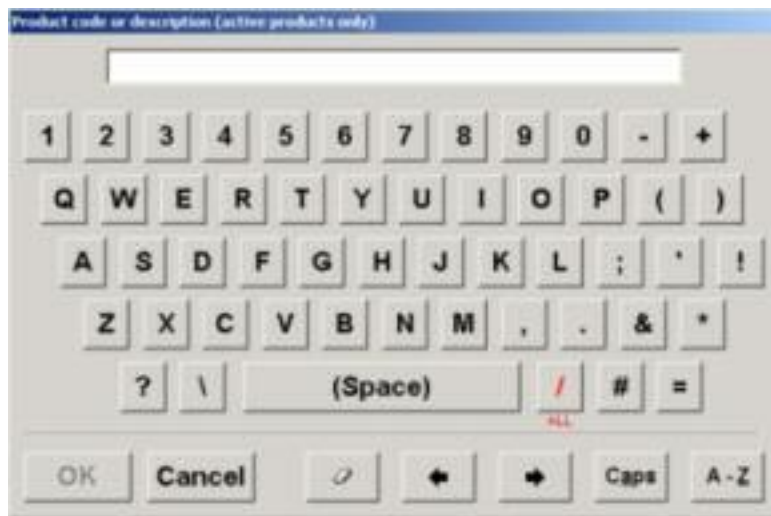 Product code or description (active products only)
1 2 3 4 5 6 7 8 9 0 - +
Q W E R T Y U I O P ( )
A S D F G H J K L ; ' !
Z X C V B N M , . & *
? \ (Space) / # =
ALL
OK Cancel Caps A - Z